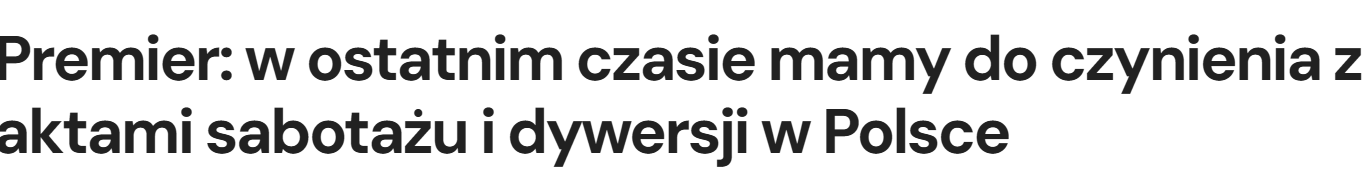 Premier: w ostatnim czasie mamy do czynienia z
aktami sabotażu i dywersji w Polsce